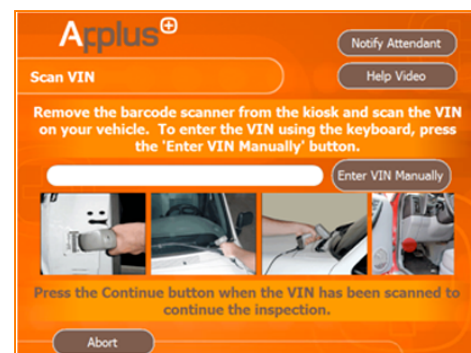 Applus+
Notify Attendant
Scan VIN
Help Video
Remove the barcode scanner from the kiosk and scan the VIN
on your vehicle. To enter the VIN using the keyboard, press
the 'Enter VIN Manually' button.
Enter VIN Manually
Press the Continue button when the VIN has been scanned to
continue the inspection.
Abort